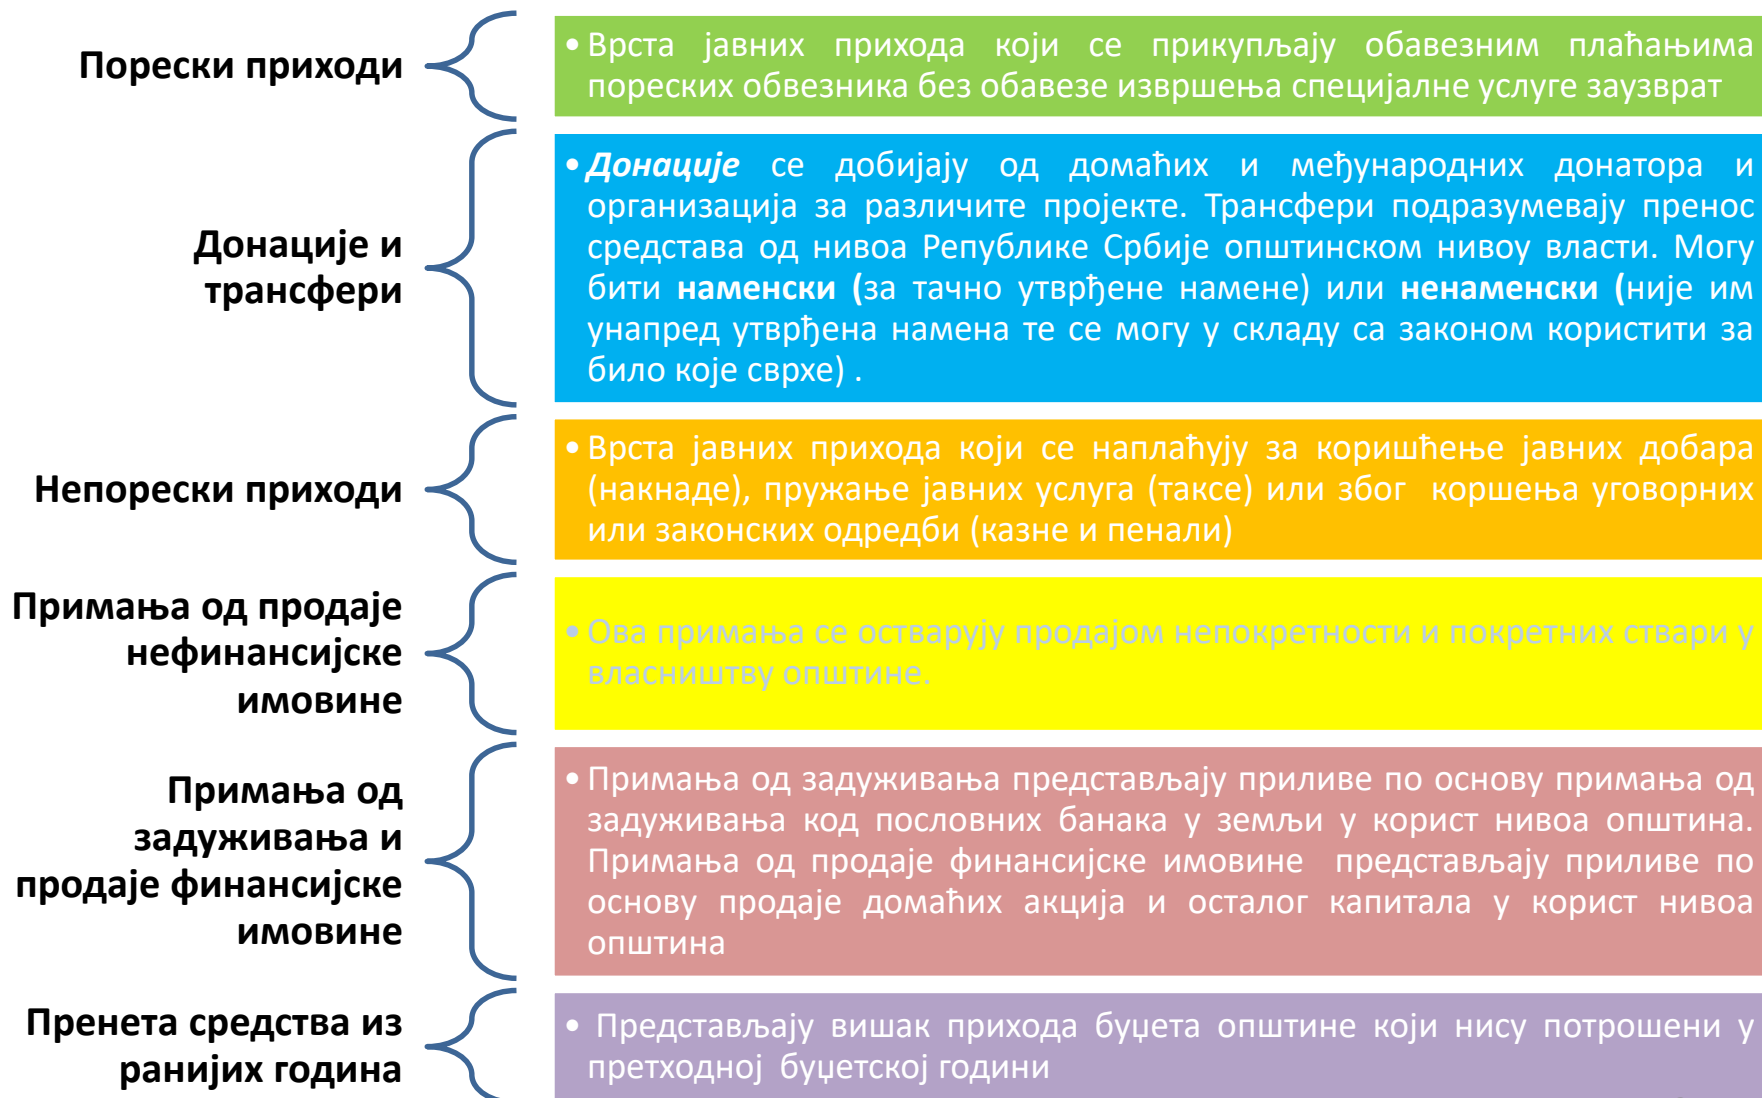 Порески приходи
• Врста јавних прихода који се прикупљају обавезним плаћањима
пореских обвезника без обавезе извршења специјалне услуге заузврат
Донације и
трансфери
• Донације се добијају од домаћих и међународних донатора и
организација за различите пројекте. Трансфери подразумевају пренос
средстава од нивоа Републике Србије општинском нивоу власти. Могу
бити наменски (за тачно утврђене намене) или ненаменски (није им
унапред утврђена намена те се могу у складу са законом користити за
било које сврхе) .
Непорески приходи
• Врста јавних прихода који се наплаћују за коришћење јавних добара
(накнаде), пружање јавних услуга (таксе) или због коршења уговорних
или законских одредби (казне и пенали)
Примања од продаје
нефинансијске
имовине
• Ова примања се остварују продајом непокретности и покретних ствари у
власништву општине.
Примања од
задуживања и
продаје финансијске
имовине
• Примања од задуживања представљају приливе по основу примања од
задуживања код пословних банака у земљи у корист нивоа општина.
Примања од продаје финансијске имовине представљају приливе по
основу продаје домаћих акција и осталог капитала у корист нивоа
општина
Пренета средства из
ранијих година
• Представљају вишак прихода буџета општине који нису потрошени у
претходној буџетској години